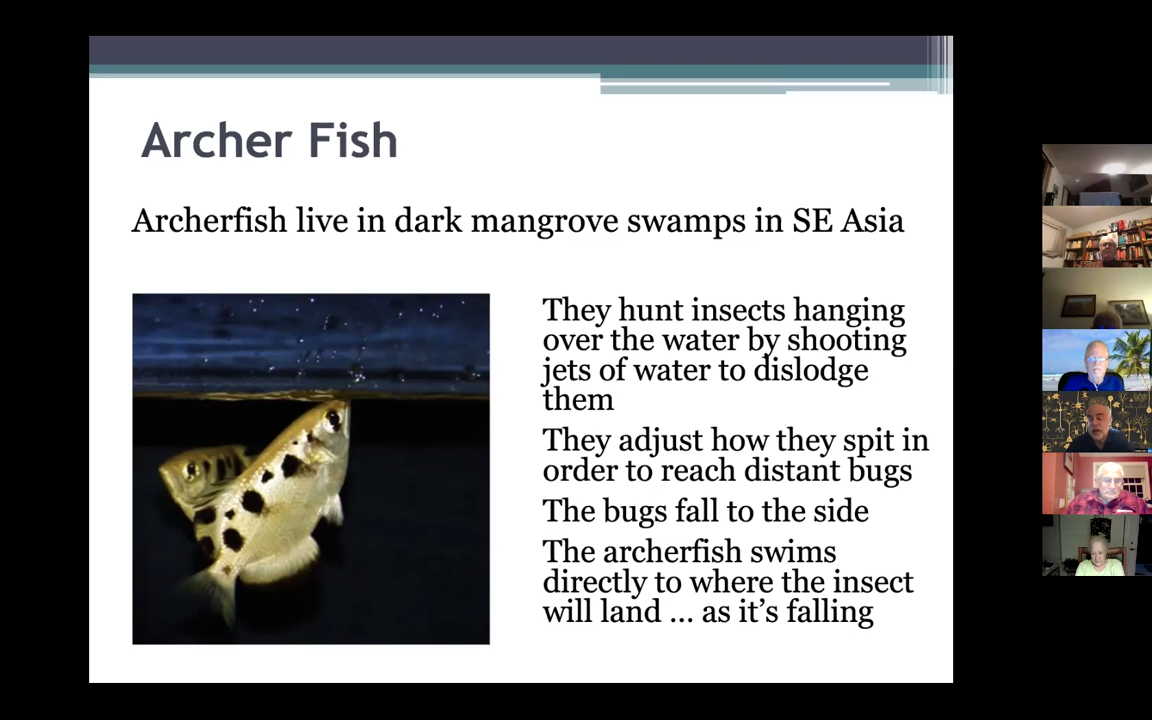 Archer Fish
Archerfish live in dark mangrove swamps in SE Asia
They hunt insects hanging
over the water by shooting
jets of water to dislodge
them
They adjust how they spit in
order to reach distant bugs
The bugs fall to the side
The archerfish swims
directly to where the insect
will land ... as it's falling